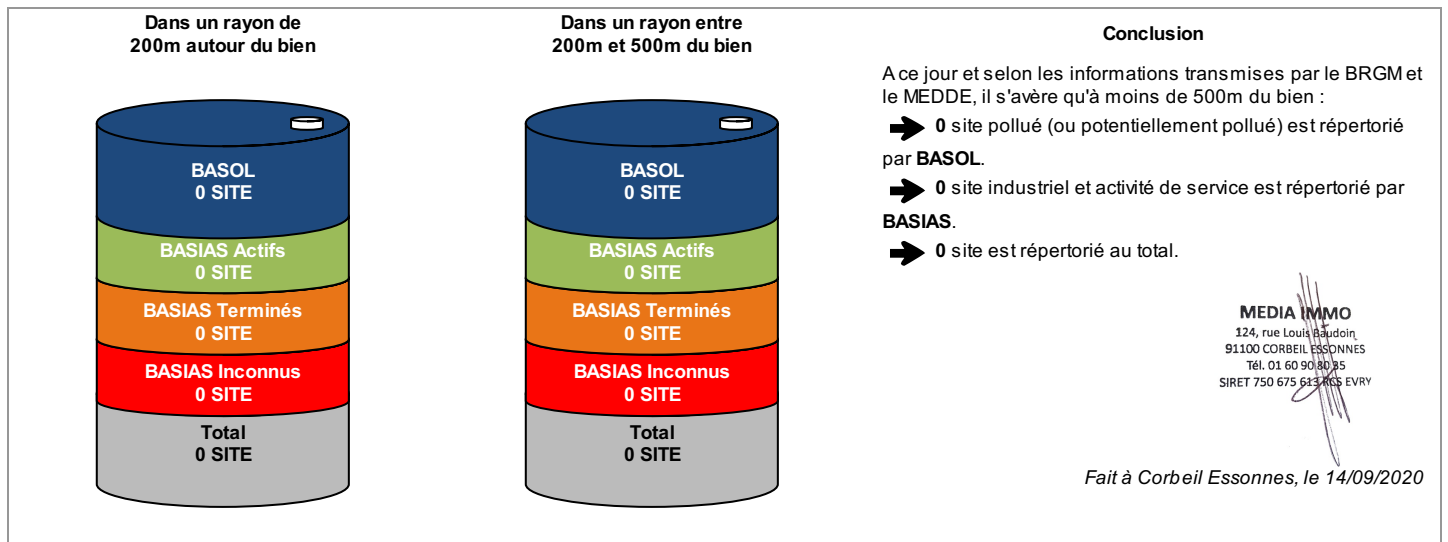 Dans un rayon de
200m autour du bien
BASOL
0 SITE
BASIAS Actifs
0 SITE
BASIAS Terminés
0 SITE
BASIAS Inconnus
0 SITE
Total
0 SITE
Dans un rayon entre
200m et 500m du bien
BASOL
0 SITE
BASIAS Actifs
0 SITE
BASIAS Terminés
0 SITE
BASIAS Inconnus
0 SITE
Total
0 SITE
Conclusion
A ce jour et selon les informations transmises par le BRGM et
le MEDDE, il s'avère qu'à moins de 500m du bien :
0 site pollué (ou potentiellement pollué) est répertorié
par BASOL.
0 site industriel et activité de service est répertorié par
BASIAS.
0 site est répertorié au total.
MEDIA IMMO
124, rue Louis Baudoin
91100 CORBEIL ESSONNES
Tél. 01 60 90 80 85
SIRET 750 675 613 RCS EVRY
Fait à Corbeil Essonnes, le 14/09/2020